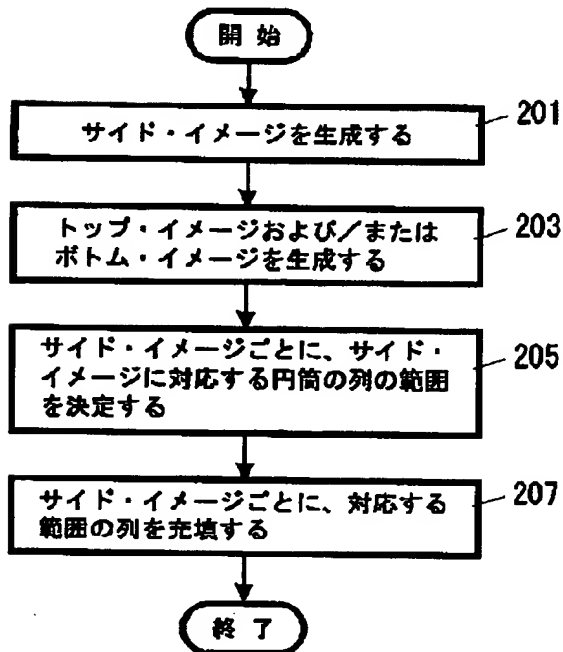 開 始
サイド・イメージを生成する
201
トップ・イメージおよび／または
ボトム・イメージを生成する
203
サイド・イメージごとに、サイド・
イメージに対応する円筒の列の範囲
を決定する
205
サイド・イメージごとに、対応する
範囲の列を充填する
207
終 了